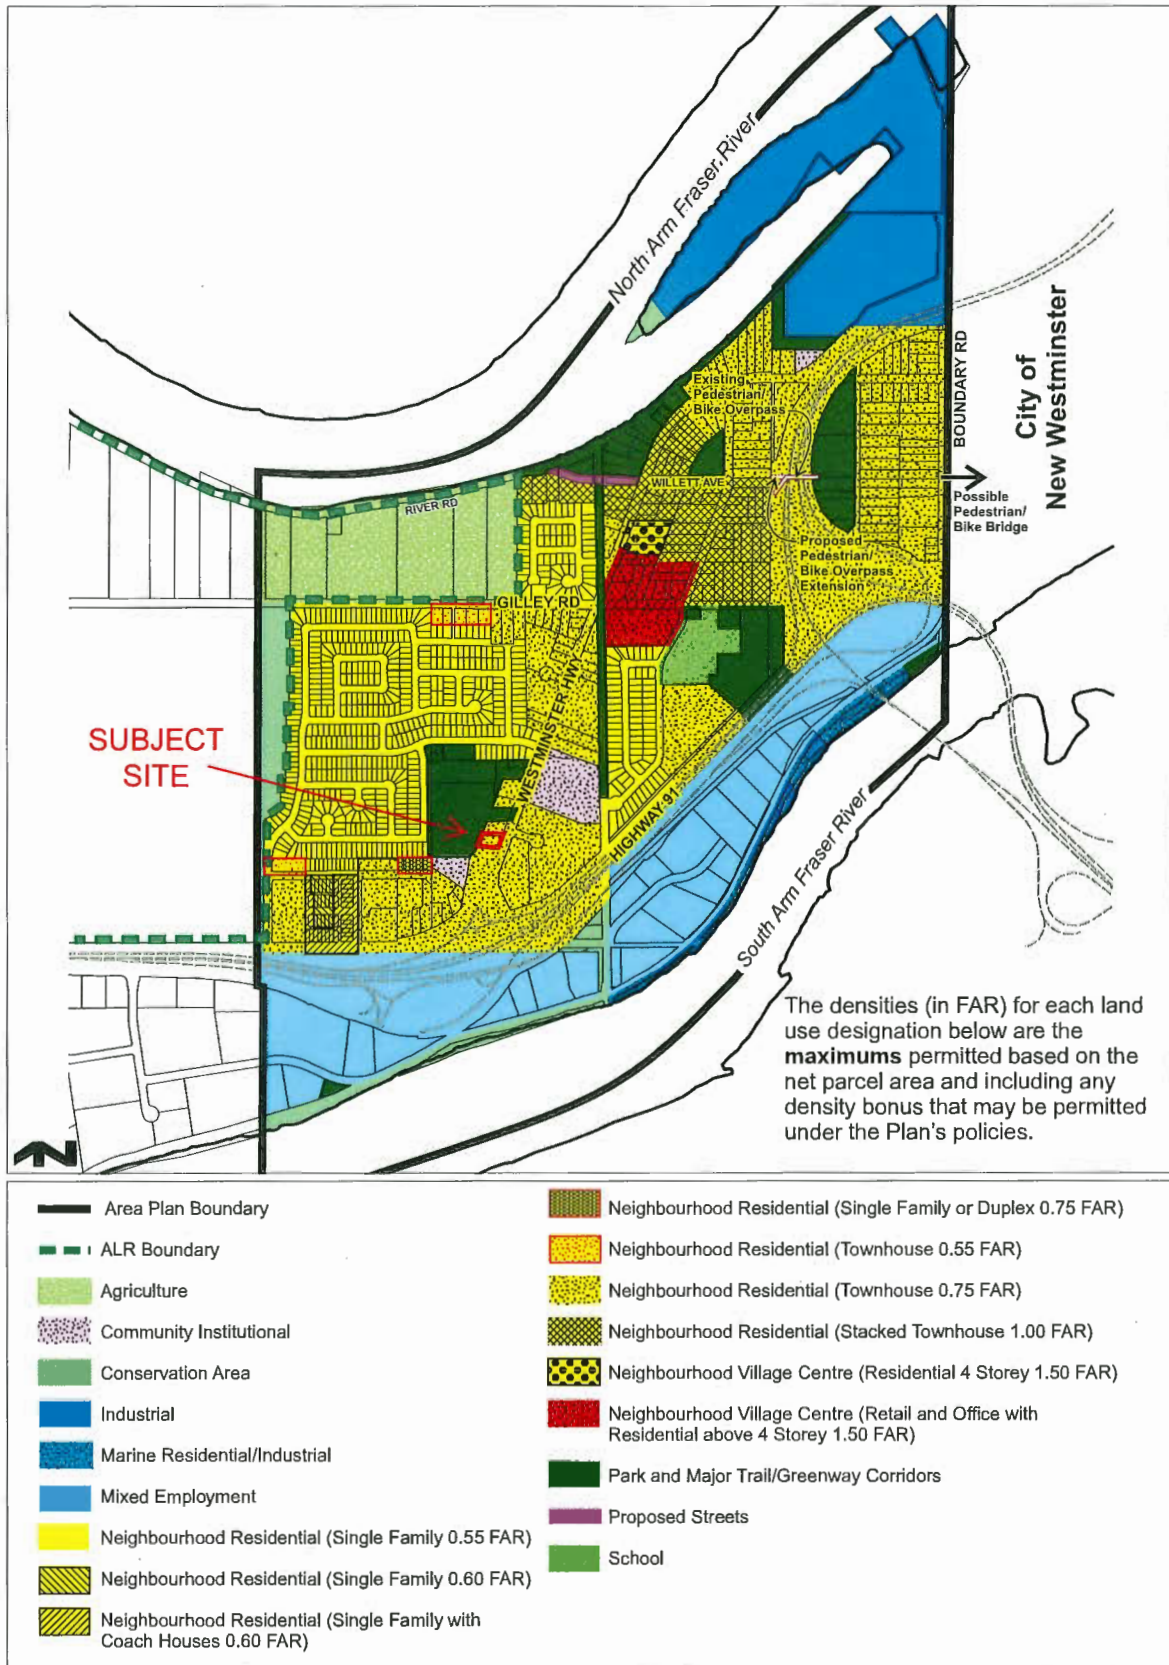 North Arm Fraser River
City of
New Westminster
BOUNDARY RD
Existing
Pedestrian/
Bike Overpass
WILLETT AVE
Possible
Pedestrian/
Bike Bridge
RIVER RD
Proposed
Pedestrian/
Bike Overpass
Extension
GILLEY RD
WESTMINSTER HWY
SUBJECT
SITE
HIGHWAY 91
South Arm Fraser River
The densities (in FAR) for each land
use designation below are the
maximums permitted based on the
net parcel area and including any
density bonus that may be permitted
under the Plan's policies.
Area Plan Boundary
ALR Boundary
Agriculture
Community Institutional
Conservation Area
Industrial
Marine Residential/Industrial
Mixed Employment
Neighbourhood Residential (Single Family 0.55 FAR)
Neighbourhood Residential (Single Family 0.60 FAR)
Neighbourhood Residential (Single Family with
Coach Houses 0.60 FAR)
Neighbourhood Residential (Single Family or Duplex 0.75 FAR)
Neighbourhood Residential (Townhouse 0.55 FAR)
Neighbourhood Residential (Townhouse 0.75 FAR)
Neighbourhood Residential (Stacked Townhouse 1.00 FAR)
Neighbourhood Village Centre (Residential 4 Storey 1.50 FAR)
Neighbourhood Village Centre (Retail and Office with
Residential above 4 Storey 1.50 FAR)
Park and Major Trail/Greenway Corridors
Proposed Streets
School